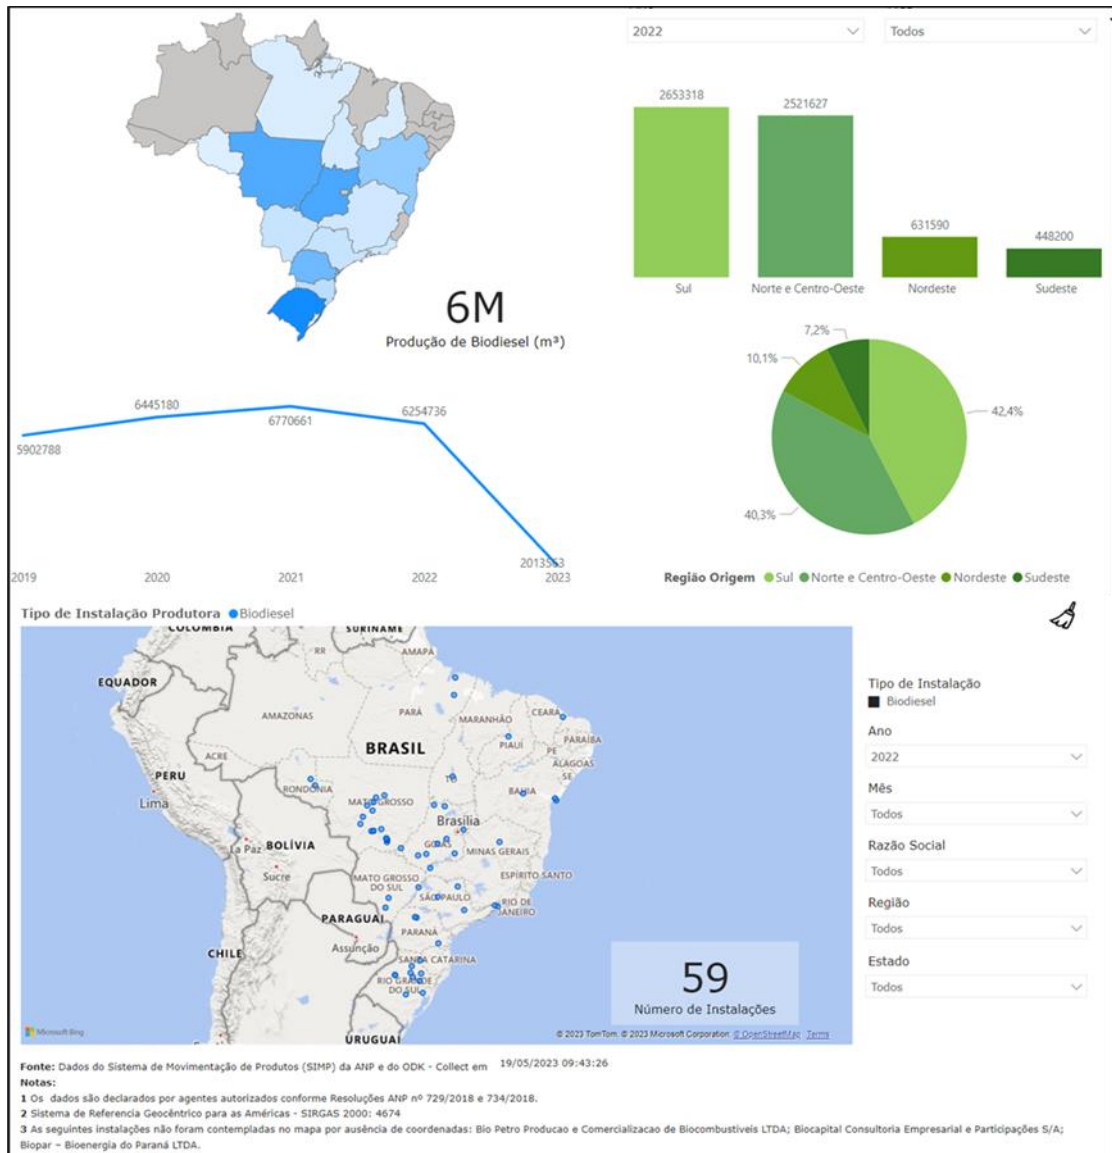 2022
Todos
2653318
2521627
631590
448200
Sul
Norte e Centro-Oeste
Nordeste
Sudeste
6M
Produção de Biodiesel (m³)
7,2%
10,1%
42,4%
40,3%
6445180
6770661
6254736
5902788
2013553
2019
2020
2021
2022
2023
Região Origem Sul Norte e Centro-Oeste Nordeste Sudeste
Tipo de Instalação Produtora Biodiesel
COLOMBIA
SURINAME
RR
AMAPÁ
EQUADOR
AMAZONAS
PARÁ
MARANHÃO
CEARÁ
BRASIL
PIAUÍ
PARAÍBA
PE
ALAGOAS
SE
ACRE
PERU
RONDÔNIA
TO
BAHIA
Lima
MATO GROSSO
Brasília
La Paz
BOLÍVIA
GOIÁS
MINAS GERAIS
Sucre
MATO GROSSO
DO SUL
ESPÍRITO SANTO
SÃO PAULO
RIO DE
JANEIRO
PARAGUAI
PARANÁ
Assunção
CHILE
SANTA CATARINA
RIO GRANDE
DO SUL
URUGUAI
59
Número de Instalações
Microsoft Bing
© 2023 TomTom, © 2023 Microsoft Corporation, © OpenStreetMap Terms
Tipo de Instalação
Biodiesel
Ano
2022
Mês
Todos
Razão Social
Todos
Região
Todos
Estado
Todos
Fonte: Dados do Sistema de Movimentação de Produtos (SIMP) da ANP e do ODK - Collect em 19/05/2023 09:43:26
Notas:
1 Os dados são declarados por agentes autorizados conforme Resoluções ANP nº 729/2018 e 734/2018.
2 Sistema de Referencia Geocêntrico para as Américas - SIRGAS 2000: 4674
3 As seguintes instalações não foram contempladas no mapa por ausência de coordenadas: Bio Petro Producao e Comercializacao de Biocombustíveis LTDA; Biocapital Consultoria Empresarial e Participações S/A;
Biopar – Bioenergia do Paraná LTDA.